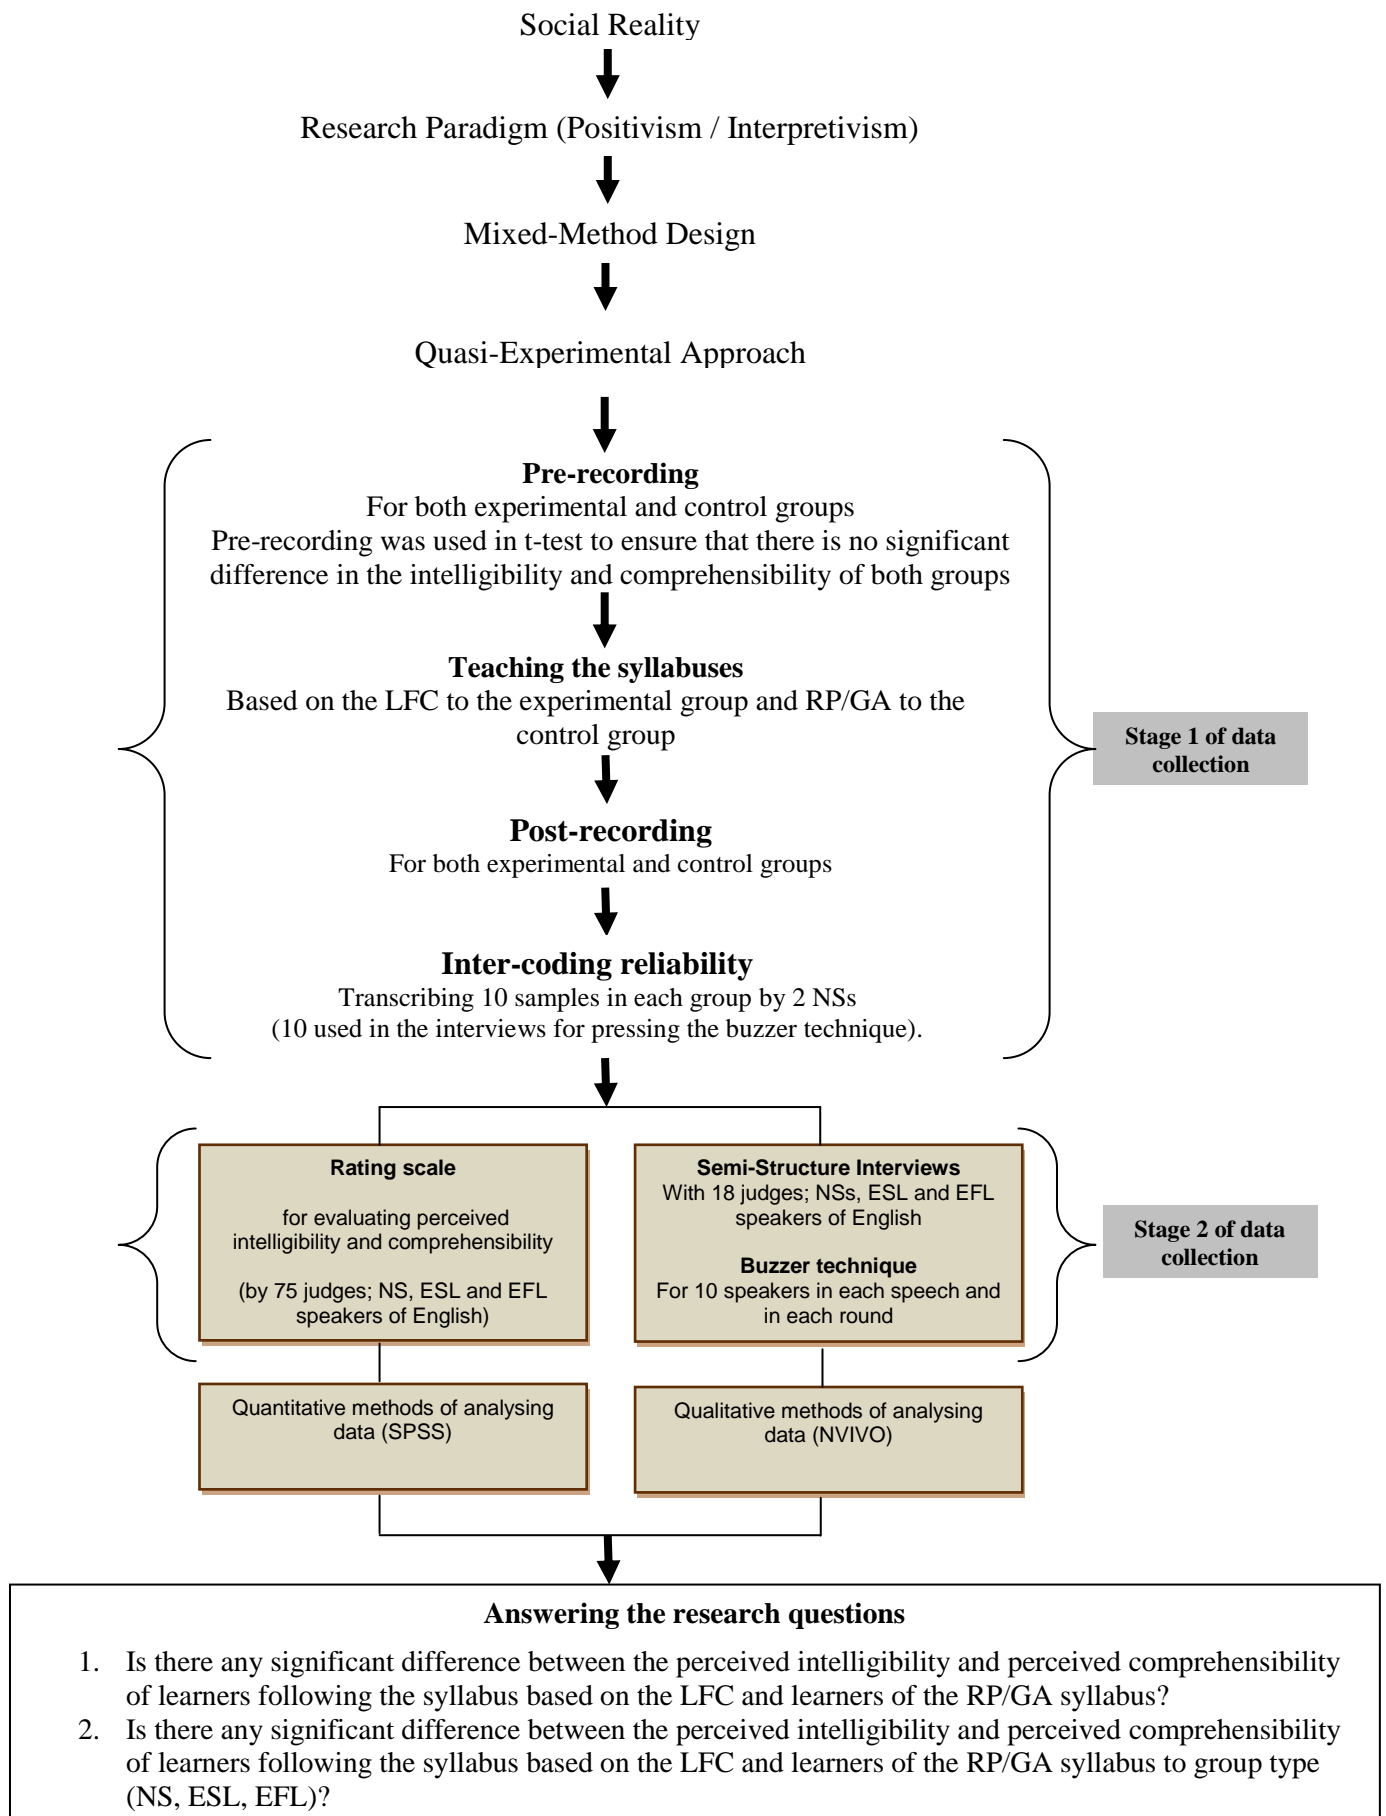 Social Reality
Research Paradigm (Positivism / Interpretivism)
Mixed-Method Design
Quasi-Experimental Approach
Pre-recording
For both experimental and control groups
Pre-recording was used in t-test to ensure that there is no significant
difference in the intelligibility and comprehensibility of both groups
Teaching the syllabuses
Based on the LFC to the experimental group and RP/GA to the
control group
Stage 1 of data
collection
Post-recording
For both experimental and control groups
Inter-coding reliability
Transcribing 10 samples in each group by 2 NSs
(10 used in the interviews for pressing the buzzer technique).
Rating scale
for evaluating perceived
intelligibility and comprehensibility
(by 75 judges; NS, ESL and EFL
speakers of English)
Semi-Structure Interviews
With 18 judges; NSs, ESL and EFL
speakers of English
Buzzer technique
For 10 speakers in each speech and
in each round
Stage 2 of data
collection
Quantitative methods of analysing
data (SPSS)
Qualitative methods of analysing
data (NVIVO)
Answering the research questions
1. Is there any significant difference between the perceived intelligibility and perceived comprehensibility
of learners following the syllabus based on the LFC and learners of the RP/GA syllabus?
2. Is there any significant difference between the perceived intelligibility and perceived comprehensibility
of learners following the syllabus based on the LFC and learners of the RP/GA syllabus to group type
(NS, ESL, EFL)?